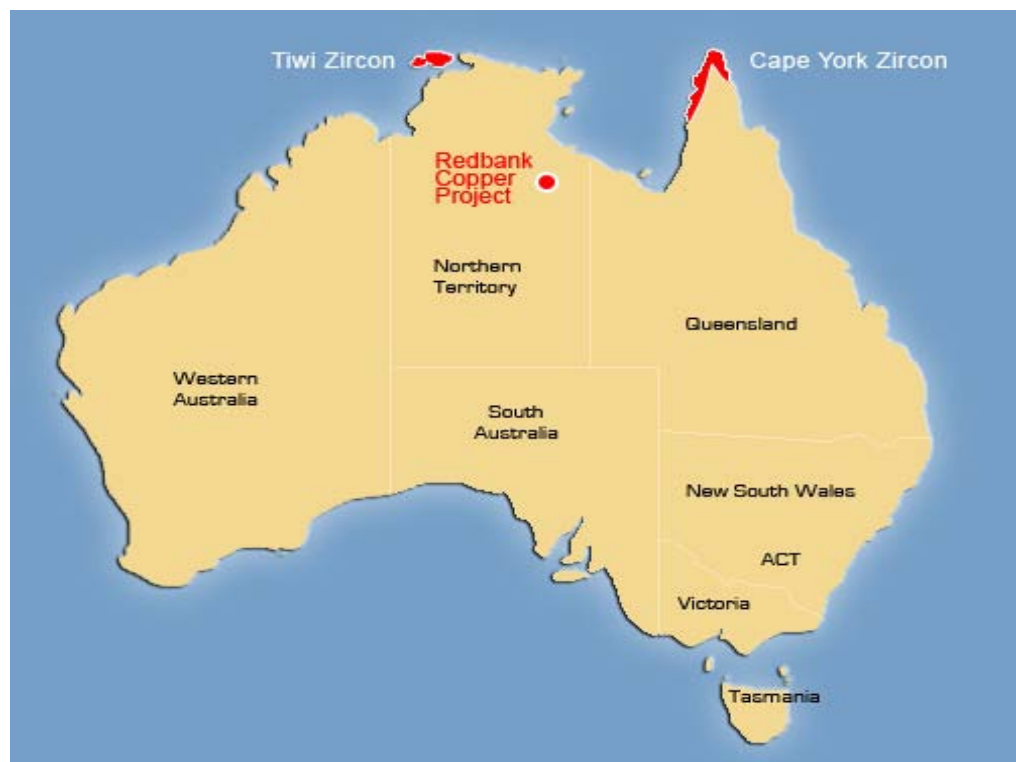 Tiwi Zircon
Cape York Zircon
Redbank
Copper
Project
Northern
Territory
Queensland
Western
Australia
South
Australia
New South Wales
ACT
Victoria
Tasmania